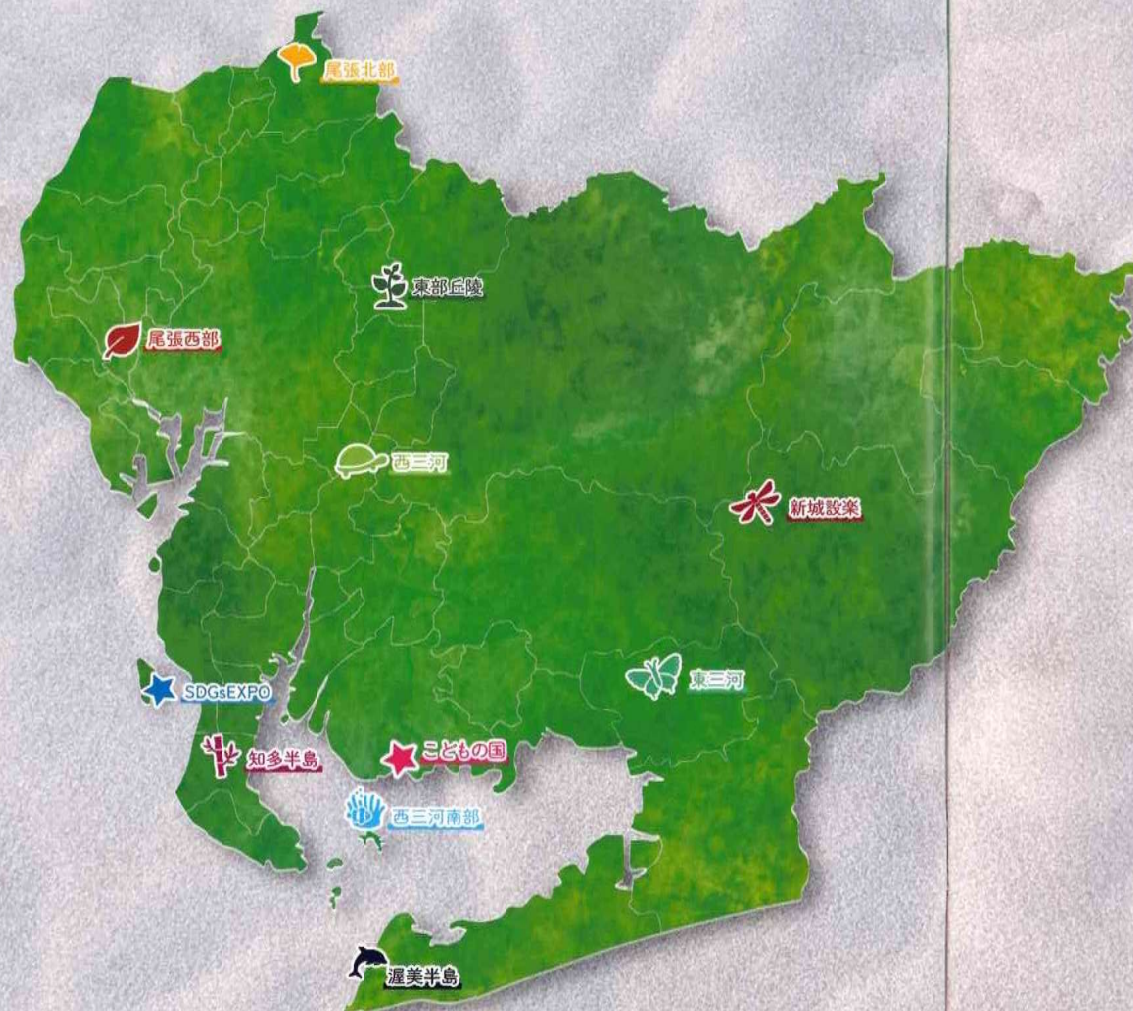 尾張北部
東部丘陵
尾張西部
西三河
新城設楽
東三河
SDGsEXPO
知多半島
こどもの国
西三河南部
渥美半島